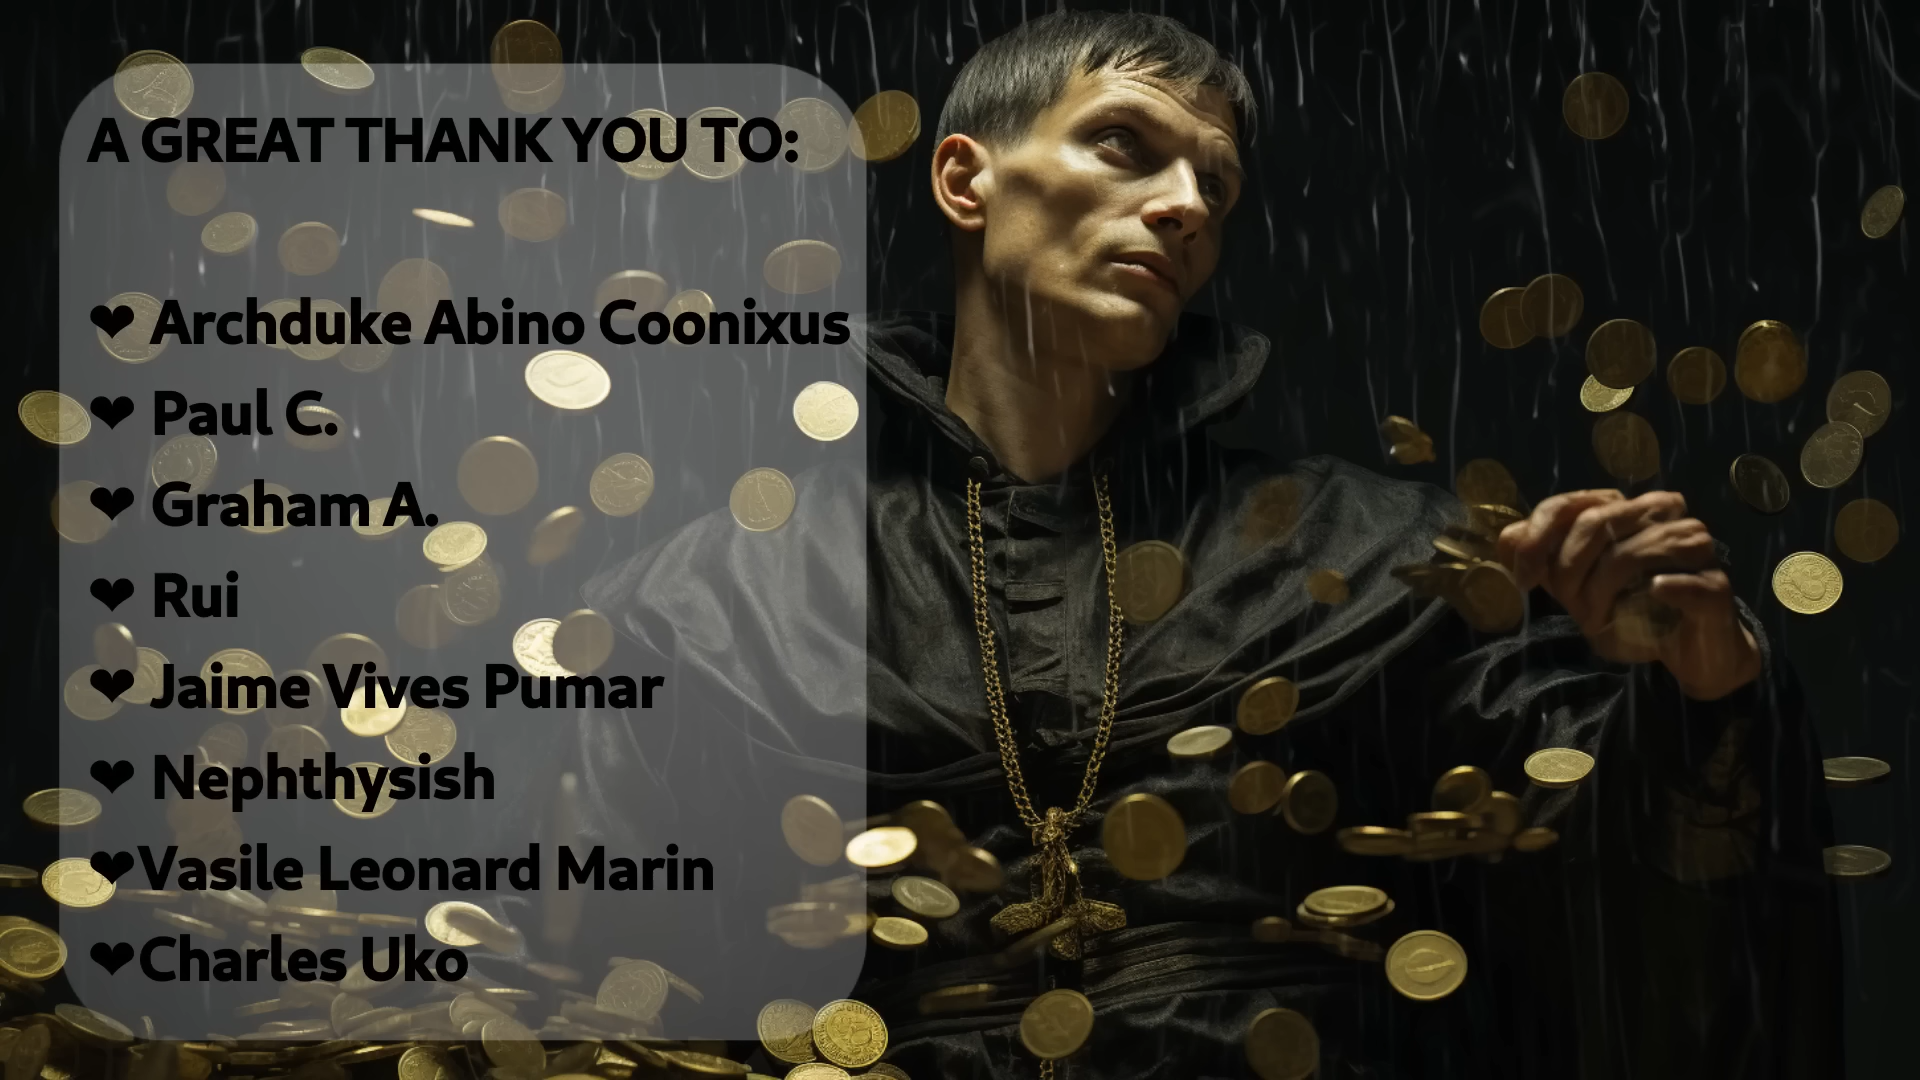 A GREAT THANK YOU TO:
❤ Archduke Abino Coonixus
❤ Paul C.
❤ Graham A.
❤ Rui
❤ Jaime Vives Pumar
❤ Nephthysish
❤Vasile Leonard Marin
❤Charles Uko